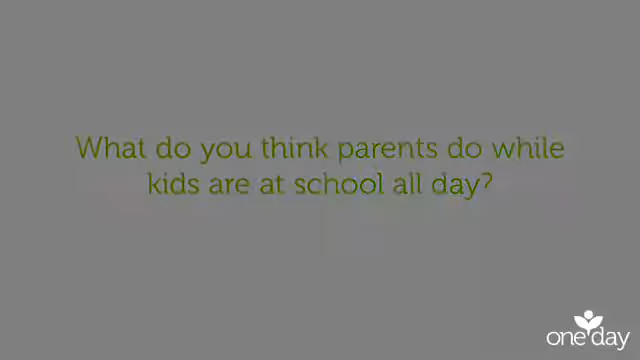 What do you think parents do while
kids are at school all day?
one day